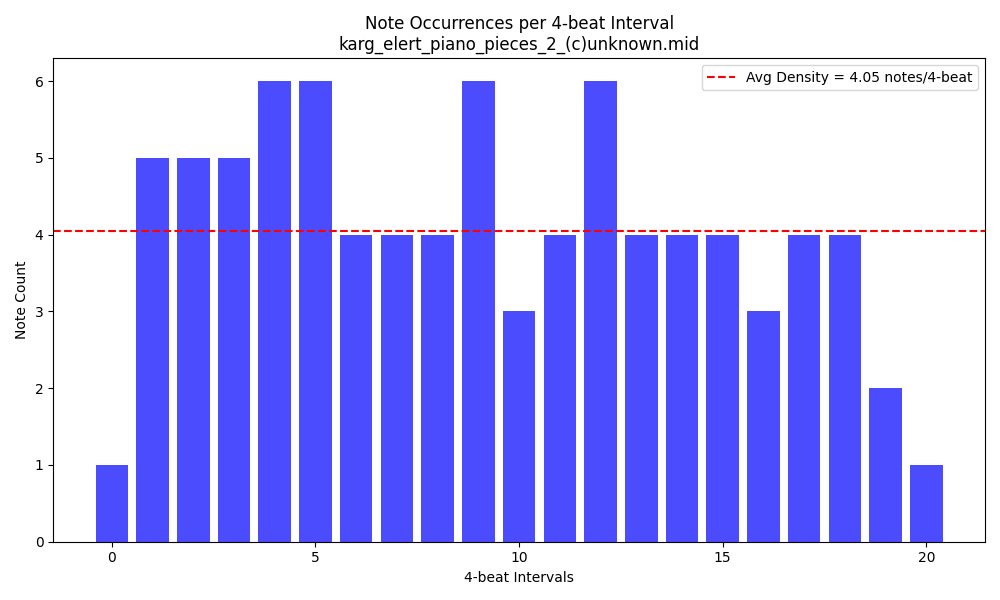 Note Occurrences per 4-beat Interval
karg_elert_piano_pieces_2_(c)unknown.mid
Avg Density = 4.05 notes/4-beat
Note Count
6
5
4
3
2
1
0
0 5 10 15 20
4-beat Intervals